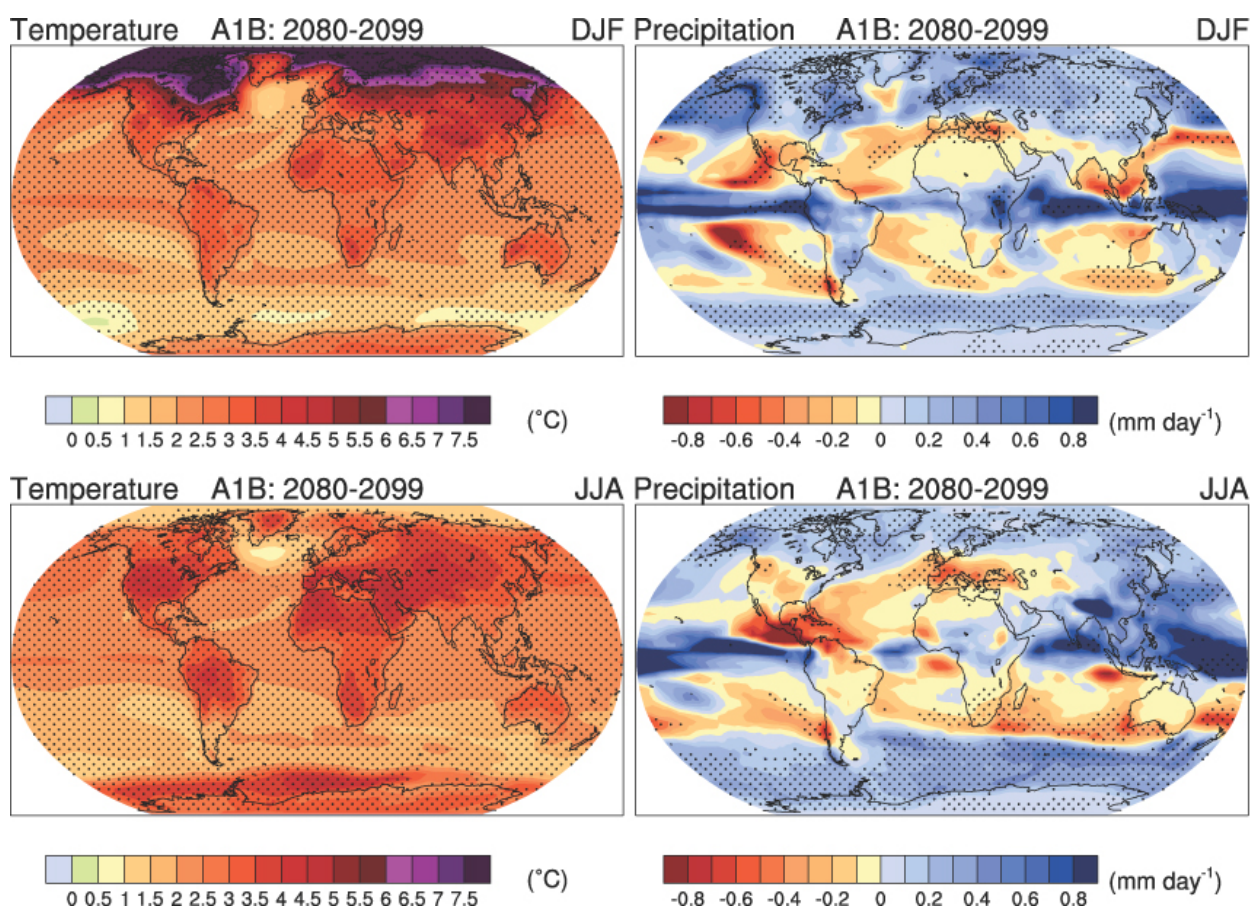 Temperature A1B: 2080-2099 DJF
Precipitation A1B: 2080-2099 DJF
0 0.5 1 1.5 2 2.5 3 3.5 4 4.5 5 5.5 6 6.5 7 7.5 (°C)
-0.8 -0.6 -0.4 -0.2 0 0.2 0.4 0.6 0.8 (mm day⁻¹)
Temperature A1B: 2080-2099 JJA
Precipitation A1B: 2080-2099 JJA
0 0.5 1 1.5 2 2.5 3 3.5 4 4.5 5 5.5 6 6.5 7 7.5 (°C)
-0.8 -0.6 -0.4 -0.2 0 0.2 0.4 0.6 0.8 (mm day⁻¹)